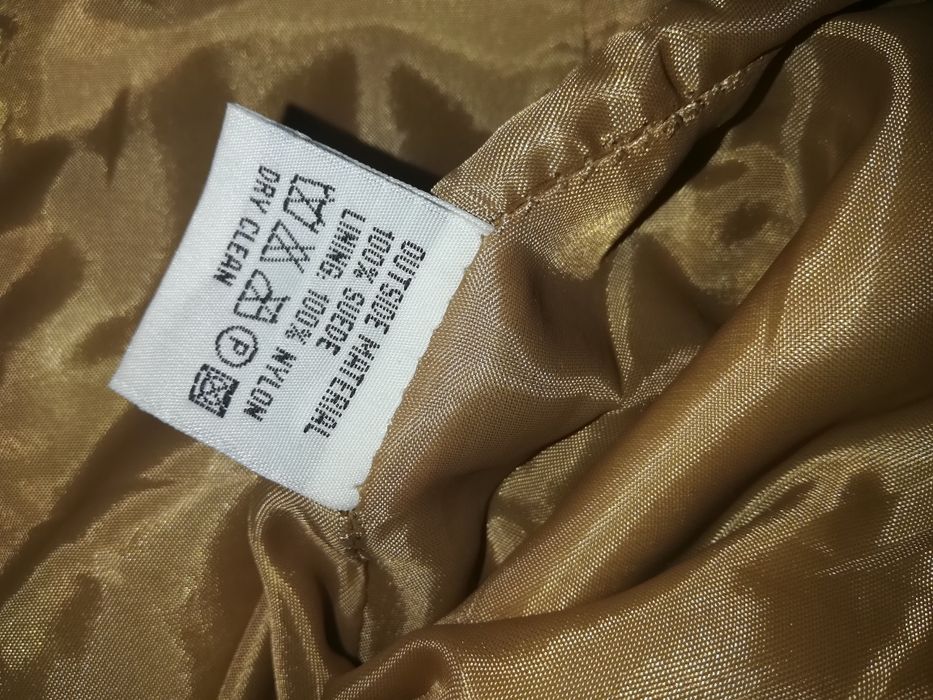 OUTSIDE MATERIAL
100% SUEDE
LINING: 100% NYLON
P
DRY CLEAN